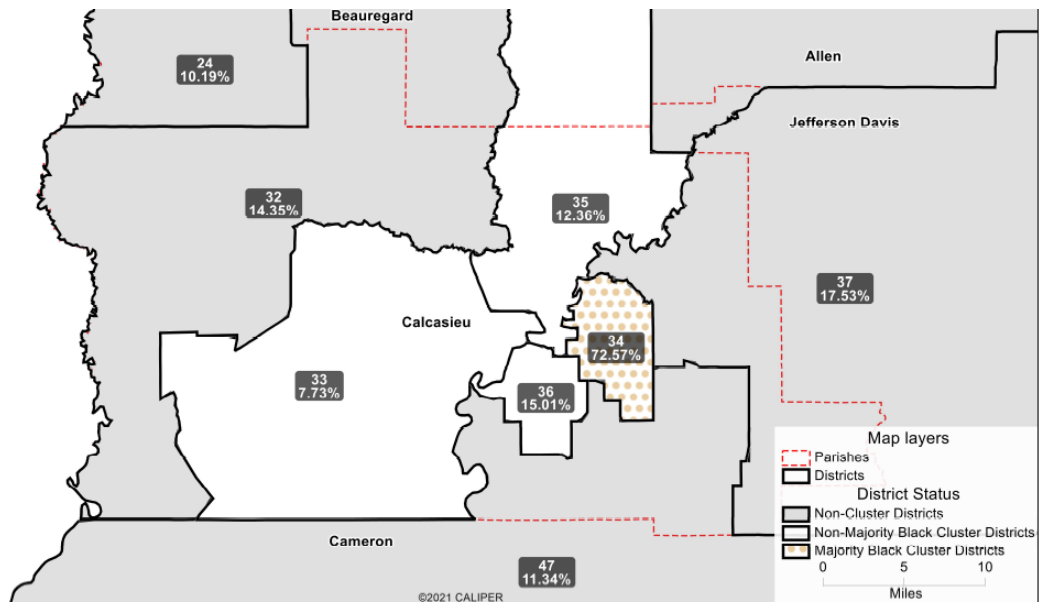 Beauregard
24
10.19%
Allen
Jefferson Davis
32
14.35%
35
12.36%
37
17.53%
Calcasieu
34
72.57%
33
7.73%
36
15.01%
Map layers
Parishes
Districts
District Status
Non-Cluster Districts
Non-Majority Black Cluster Districts
Majority Black Cluster Districts
0 5 10
Miles
Cameron
47
11.34%
©2021 CALIPER